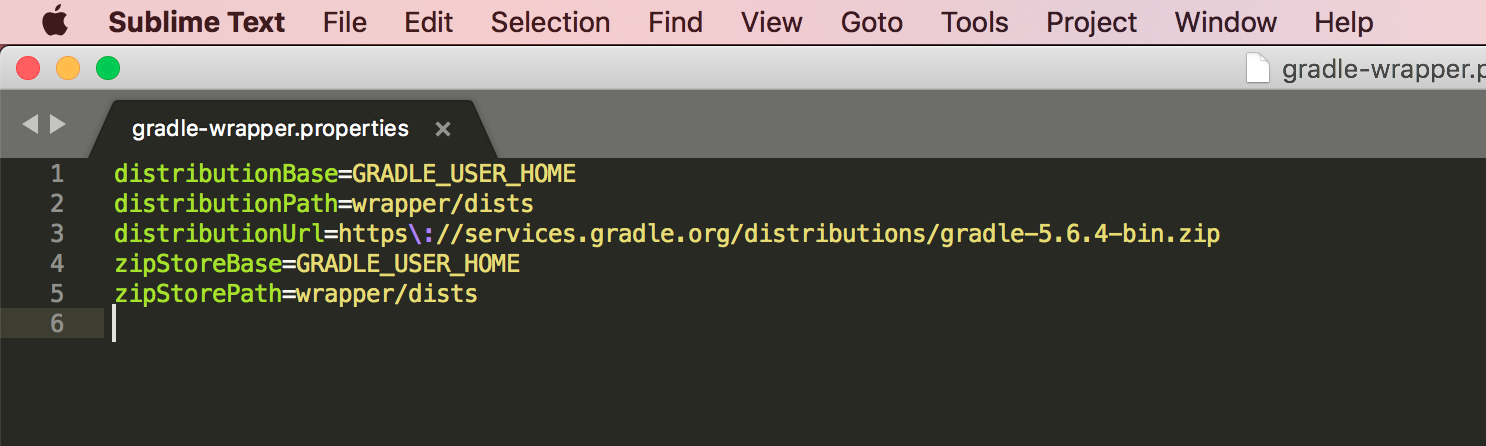 Sublime Text File Edit Selection Find View Goto Tools Project Window Help
gradle-wrapper.p
gradle-wrapper.properties ×
1 distributionBase=GRADLE_USER_HOME
2 distributionPath=wrapper/dists
3 distributionUrl=https\://services.gradle.org/distributions/gradle-5.6.4-bin.zip
4 zipStoreBase=GRADLE_USER_HOME
5 zipStorePath=wrapper/dists
6